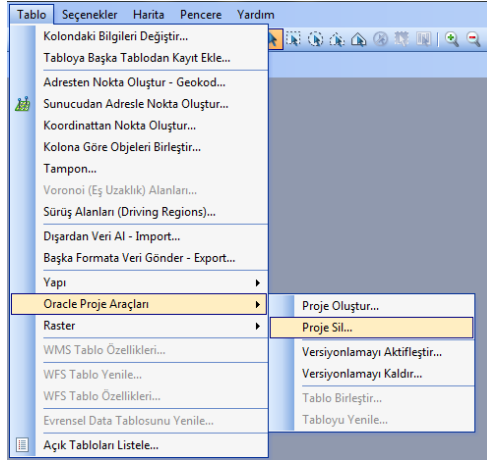 Tablo Seçenekler Harita Pencere Yardım
Kolondaki Bilgileri Değiştir...
Tabloya Başka Tablodan Kayıt Ekle...
Adresten Nokta Oluştur - Geokod...
Sunucudan Adresle Nokta Oluştur...
Koordinattan Nokta Oluştur...
Kolona Göre Objeleri Birleştir...
Tampon...
Voronoi (Eş Uzaklık) Alanları...
Sürüş Alanları (Driving Regions)...
Dışardan Veri Al - Import...
Başka Formata Veri Gönder - Export...
Yapı
Oracle Proje Araçları
Raster
WMS Tablo Özellikleri...
WFS Tablo Yenile...
WFS Tablo Özellikleri...
Evrensel Data Tablosunu Yenile...
Açık Tabloları Listele...
Proje Oluştur...
Proje Sil...
Versiyonlamayı Aktifleştir...
Versiyonlamayı Kaldır...
Tablo Birleştir...
Tabloyu Yenile...